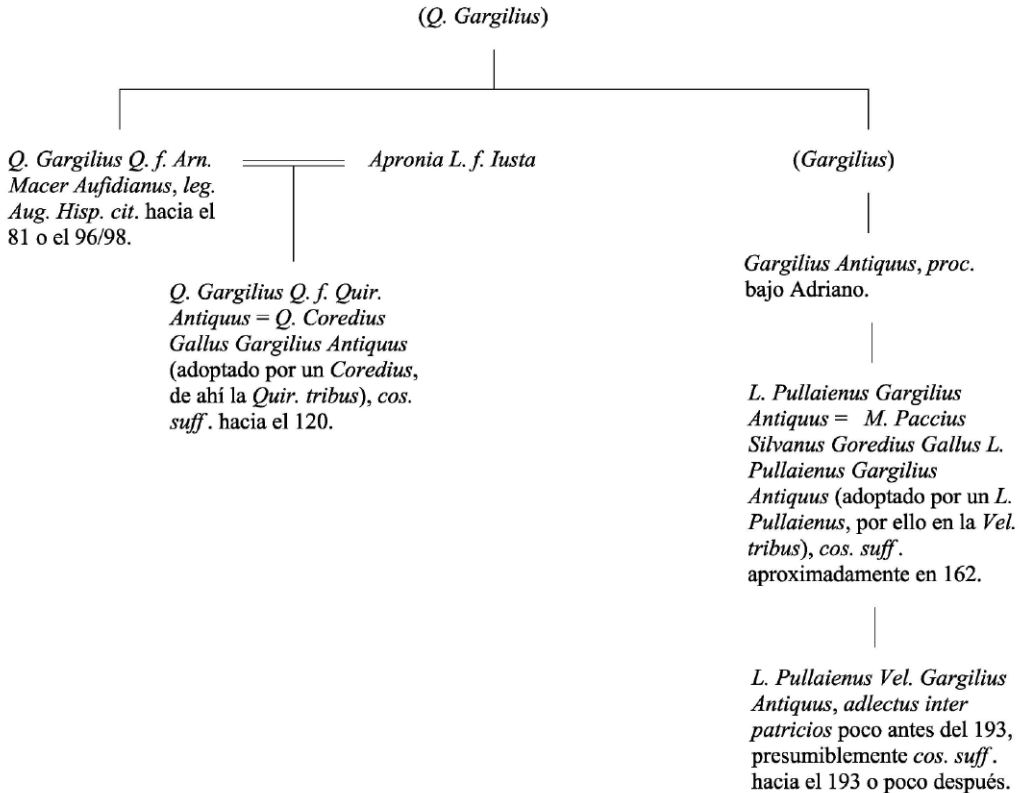 (Q. Gargilius)
Q. Gargilius Q. f. Arn.
Macer Aufidianus, leg.
Aug. Hisp. cit. hacia el
81 o el 96/98.
Apronia L. f. Iusta
(Gargilius)
Gargilius Antiquus, proc.
bajo Adriano.
Q. Gargilius Q. f. Quir.
Antiquus = Q. Coredius
Gallus Gargilius Antiquus
(adoptado por un Coredius,
de ahí la Quir. tribus), cos.
suff. hacia el 120.
L. Pullaienus Gargilius
Antiquus = M. Paccius
Silvanus Goredius Gallus L.
Pullaienus Gargilius
Antiquus (adoptado por un L.
Pullaienus, por ello en la Vel.
tribus), cos. suff.
aproximadamente en 162.
L. Pullaienus Vel. Gargilius
Antiquus, adlectus inter
patricios poco antes del 193,
presumiblemente cos. suff.
hacia el 193 o poco después.